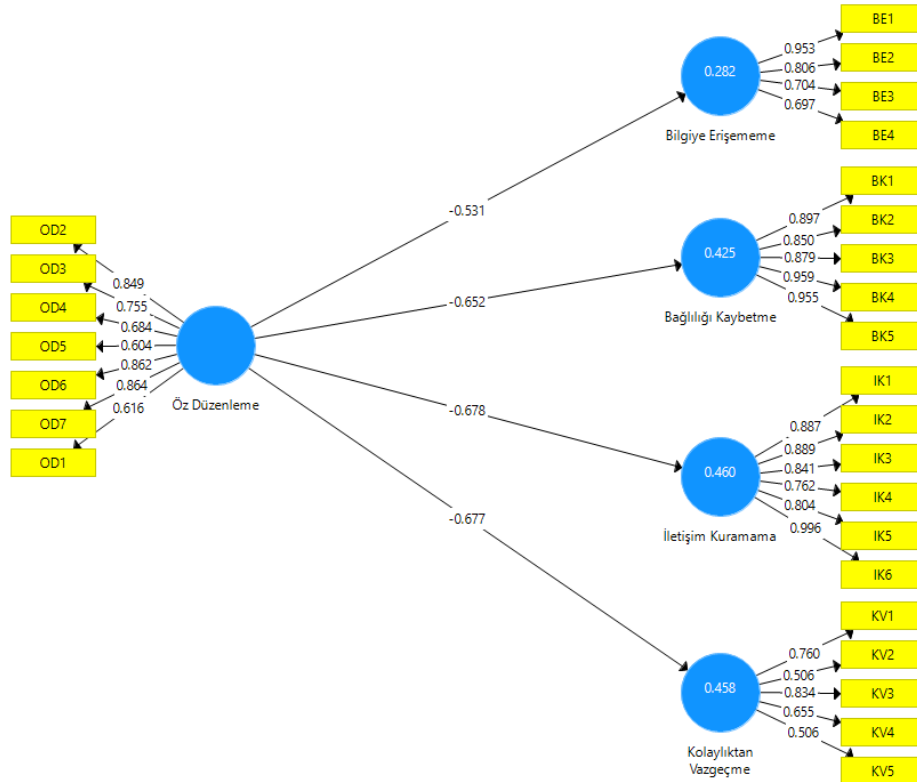 OD2
OD3
OD4
OD5
OD6
OD7
OD1
0.849
0.755
0.684
0.604
0.862
0.864
0.616
Öz Düzenleme
-0.531
-0.652
-0.678
-0.677
0.282
Bilgiye Erişememe
0.953
0.806
0.704
0.697
BE1
BE2
BE3
BE4
0.425
Bağlılığı Kaybetme
0.897
0.850
0.879
0.959
0.955
BK1
BK2
BK3
BK4
BK5
0.460
İletişim Kuramama
0.887
0.889
0.841
0.762
0.804
0.996
IK1
IK2
IK3
IK4
IK5
IK6
0.458
Kolaylıktan
Vazgeçme
0.760
0.506
0.834
0.655
0.506
KV1
KV2
KV3
KV4
KV5